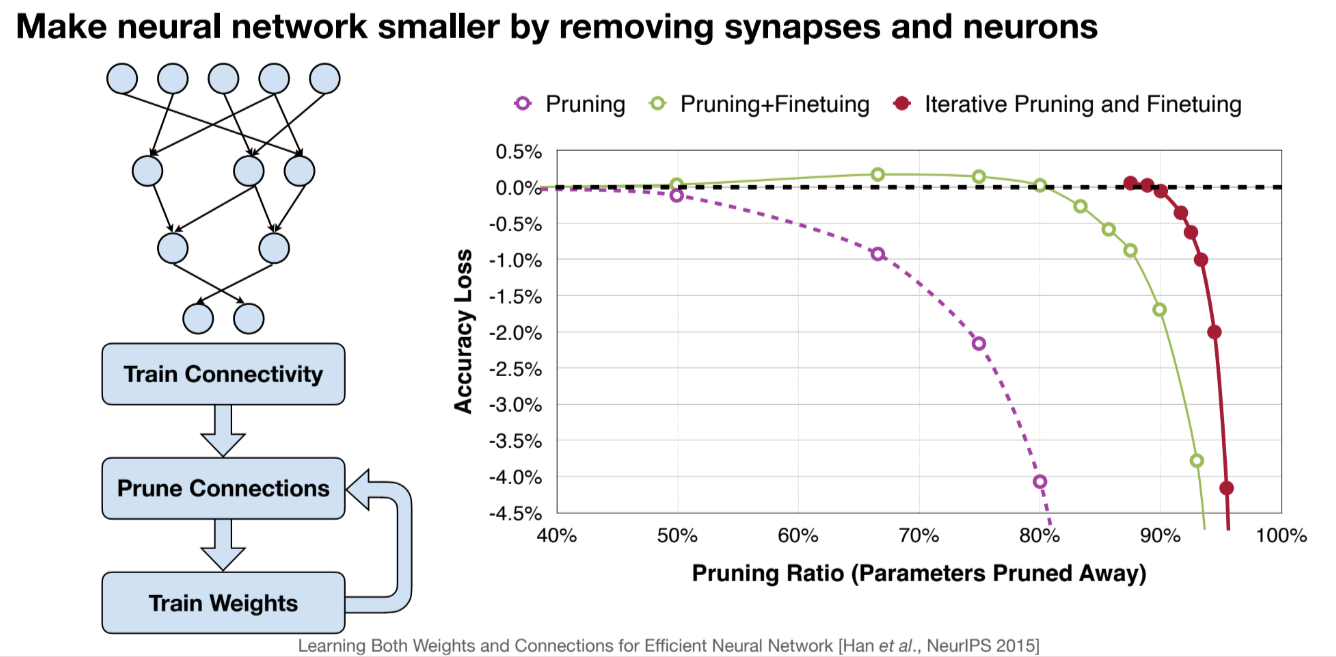 Make neural network smaller by removing synapses and neurons
Pruning
Pruning+Finetuing
Iterative Pruning and Finetuing
0.5%
0.0%
-0.5%
-1.0%
-1.5%
-2.0%
-2.5%
-3.0%
-3.5%
-4.0%
-4.5%
Accuracy Loss
40%
50%
60%
70%
80%
90%
100%
Pruning Ratio (Parameters Pruned Away)
Train Connectivity
Prune Connections
Train Weights
Learning Both Weights and Connections for Efficient Neural Network [Han et al., NeurIPS 2015]